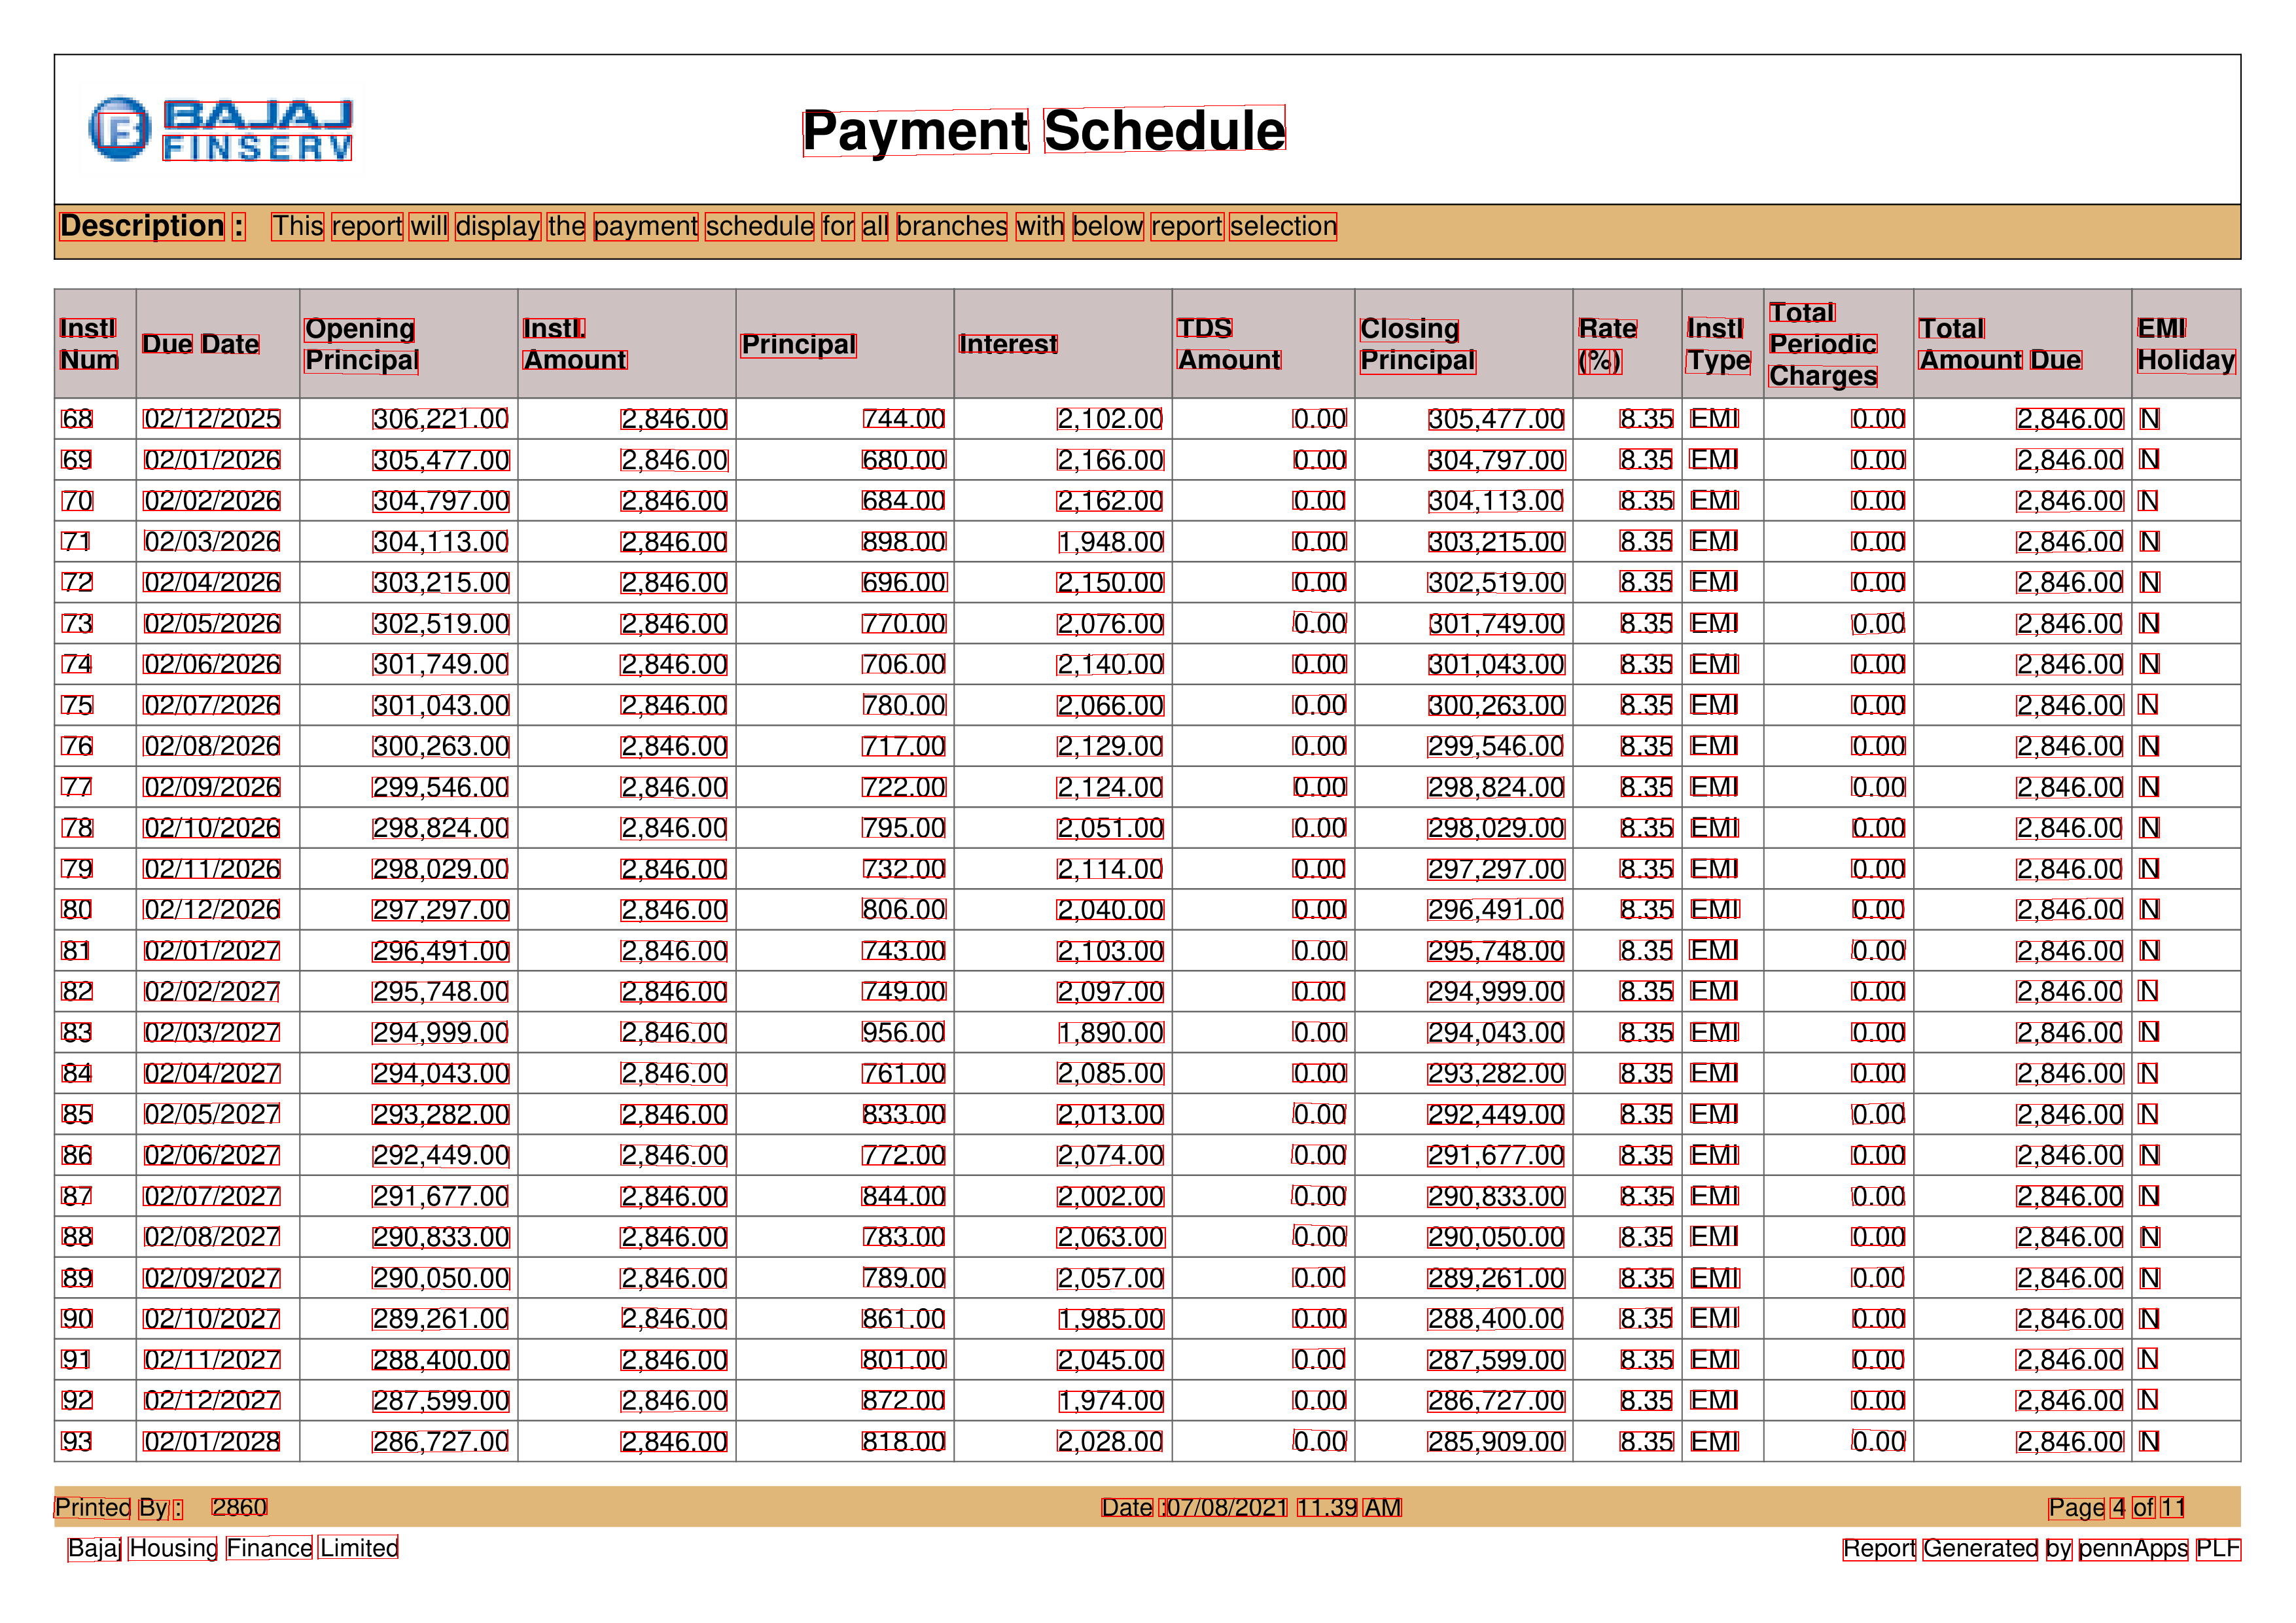 BAJAJ
FINSERV
Payment Schedule
Description : This report will display the payment schedule for all branches with below report selection
Instl Num Due Date Opening Principal Instl. Amount Principal Interest TDS Amount Closing Principal Rate (%) Instl Type Total Periodic Charges Total Amount Due EMI Holiday
68 02/12/2025 306,221.00 2,846.00 744.00 2,102.00 0.00 305,477.00 8.35 EMI 0.00 2,846.00 N
69 02/01/2026 305,477.00 2,846.00 680.00 2,166.00 0.00 304,797.00 8.35 EMI 0.00 2,846.00 N
70 02/02/2026 304,797.00 2,846.00 684.00 2,162.00 0.00 304,113.00 8.35 EMI 0.00 2,846.00 N
71 02/03/2026 304,113.00 2,846.00 898.00 1,948.00 0.00 303,215.00 8.35 EMI 0.00 2,846.00 N
72 02/04/2026 303,215.00 2,846.00 696.00 2,150.00 0.00 302,519.00 8.35 EMI 0.00 2,846.00 N
73 02/05/2026 302,519.00 2,846.00 770.00 2,076.00 0.00 301,749.00 8.35 EMI 0.00 2,846.00 N
74 02/06/2026 301,749.00 2,846.00 706.00 2,140.00 0.00 301,043.00 8.35 EMI 0.00 2,846.00 N
75 02/07/2026 301,043.00 2,846.00 780.00 2,066.00 0.00 300,263.00 8.35 EMI 0.00 2,846.00 N
76 02/08/2026 300,263.00 2,846.00 717.00 2,129.00 0.00 299,546.00 8.35 EMI 0.00 2,846.00 N
77 02/09/2026 299,546.00 2,846.00 722.00 2,124.00 0.00 298,824.00 8.35 EMI 0.00 2,846.00 N
78 02/10/2026 298,824.00 2,846.00 795.00 2,051.00 0.00 298,029.00 8.35 EMI 0.00 2,846.00 N
79 02/11/2026 298,029.00 2,846.00 732.00 2,114.00 0.00 297,297.00 8.35 EMI 0.00 2,846.00 N
80 02/12/2026 297,297.00 2,846.00 806.00 2,040.00 0.00 296,491.00 8.35 EMI 0.00 2,846.00 N
81 02/01/2027 296,491.00 2,846.00 743.00 2,103.00 0.00 295,748.00 8.35 EMI 0.00 2,846.00 N
82 02/02/2027 295,748.00 2,846.00 749.00 2,097.00 0.00 294,999.00 8.35 EMI 0.00 2,846.00 N
83 02/03/2027 294,999.00 2,846.00 956.00 1,890.00 0.00 294,043.00 8.35 EMI 0.00 2,846.00 N
84 02/04/2027 294,043.00 2,846.00 761.00 2,085.00 0.00 293,282.00 8.35 EMI 0.00 2,846.00 N
85 02/05/2027 293,282.00 2,846.00 833.00 2,013.00 0.00 292,449.00 8.35 EMI 0.00 2,846.00 N
86 02/06/2027 292,449.00 2,846.00 772.00 2,074.00 0.00 291,677.00 8.35 EMI 0.00 2,846.00 N
87 02/07/2027 291,677.00 2,846.00 844.00 2,002.00 0.00 290,833.00 8.35 EMI 0.00 2,846.00 N
88 02/08/2027 290,833.00 2,846.00 783.00 2,063.00 0.00 290,050.00 8.35 EMI 0.00 2,846.00 N
89 02/09/2027 290,050.00 2,846.00 789.00 2,057.00 0.00 289,261.00 8.35 EMI 0.00 2,846.00 N
90 02/10/2027 289,261.00 2,846.00 861.00 1,985.00 0.00 288,400.00 8.35 EMI 0.00 2,846.00 N
91 02/11/2027 288,400.00 2,846.00 801.00 2,045.00 0.00 287,599.00 8.35 EMI 0.00 2,846.00 N
92 02/12/2027 287,599.00 2,846.00 872.00 1,974.00 0.00 286,727.00 8.35 EMI 0.00 2,846.00 N
93 02/01/2028 286,727.00 2,846.00 818.00 2,028.00 0.00 285,909.00 8.35 EMI 0.00 2,846.00 N
Printed By : 2860 Date :07/08/2021 11.39 AM Page 4 of 11
Bajaj Housing Finance Limited Report Generated by pennApps PLF